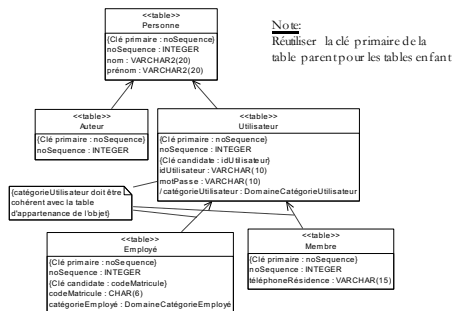 <<table>>
Personne
{Clé primaire : noSequence}
noSequence : INTEGER
nom : VARCHAR2(20)
prénom : VARCHAR2(20)
Note:
Réutiliser la clé primaire de la
table parent pour les tables enfant
<<table>>
Auteur
{Clé primaire : noSequence}
noSequence : INTEGER
<<table>>
Utilisateur
{Clé primaire : noSequence}
noSequence : INTEGER
{Clé candidate : idUtilisateur}
idUtilisateur : VARCHAR(10)
motPasse : VARCHAR(10)
/ catégorieUtilisateur : DomaineCatégorieUtilisateur
{catégorieUtilisateur doit être
cohérent avec la table
d'appartenance de l'objet}
<<table>>
Employé
{Clé primaire : noSequence}
noSequence : INTEGER
{Clé candidate : codeMatricule}
codeMatricule : CHAR(6)
catégorieEmployé : DomaineCatégorieEmployé
<<table>>
Membre
{Clé primaire : noSequence}
noSequence : INTEGER
téléphoneRésidence : VARCHAR(15)